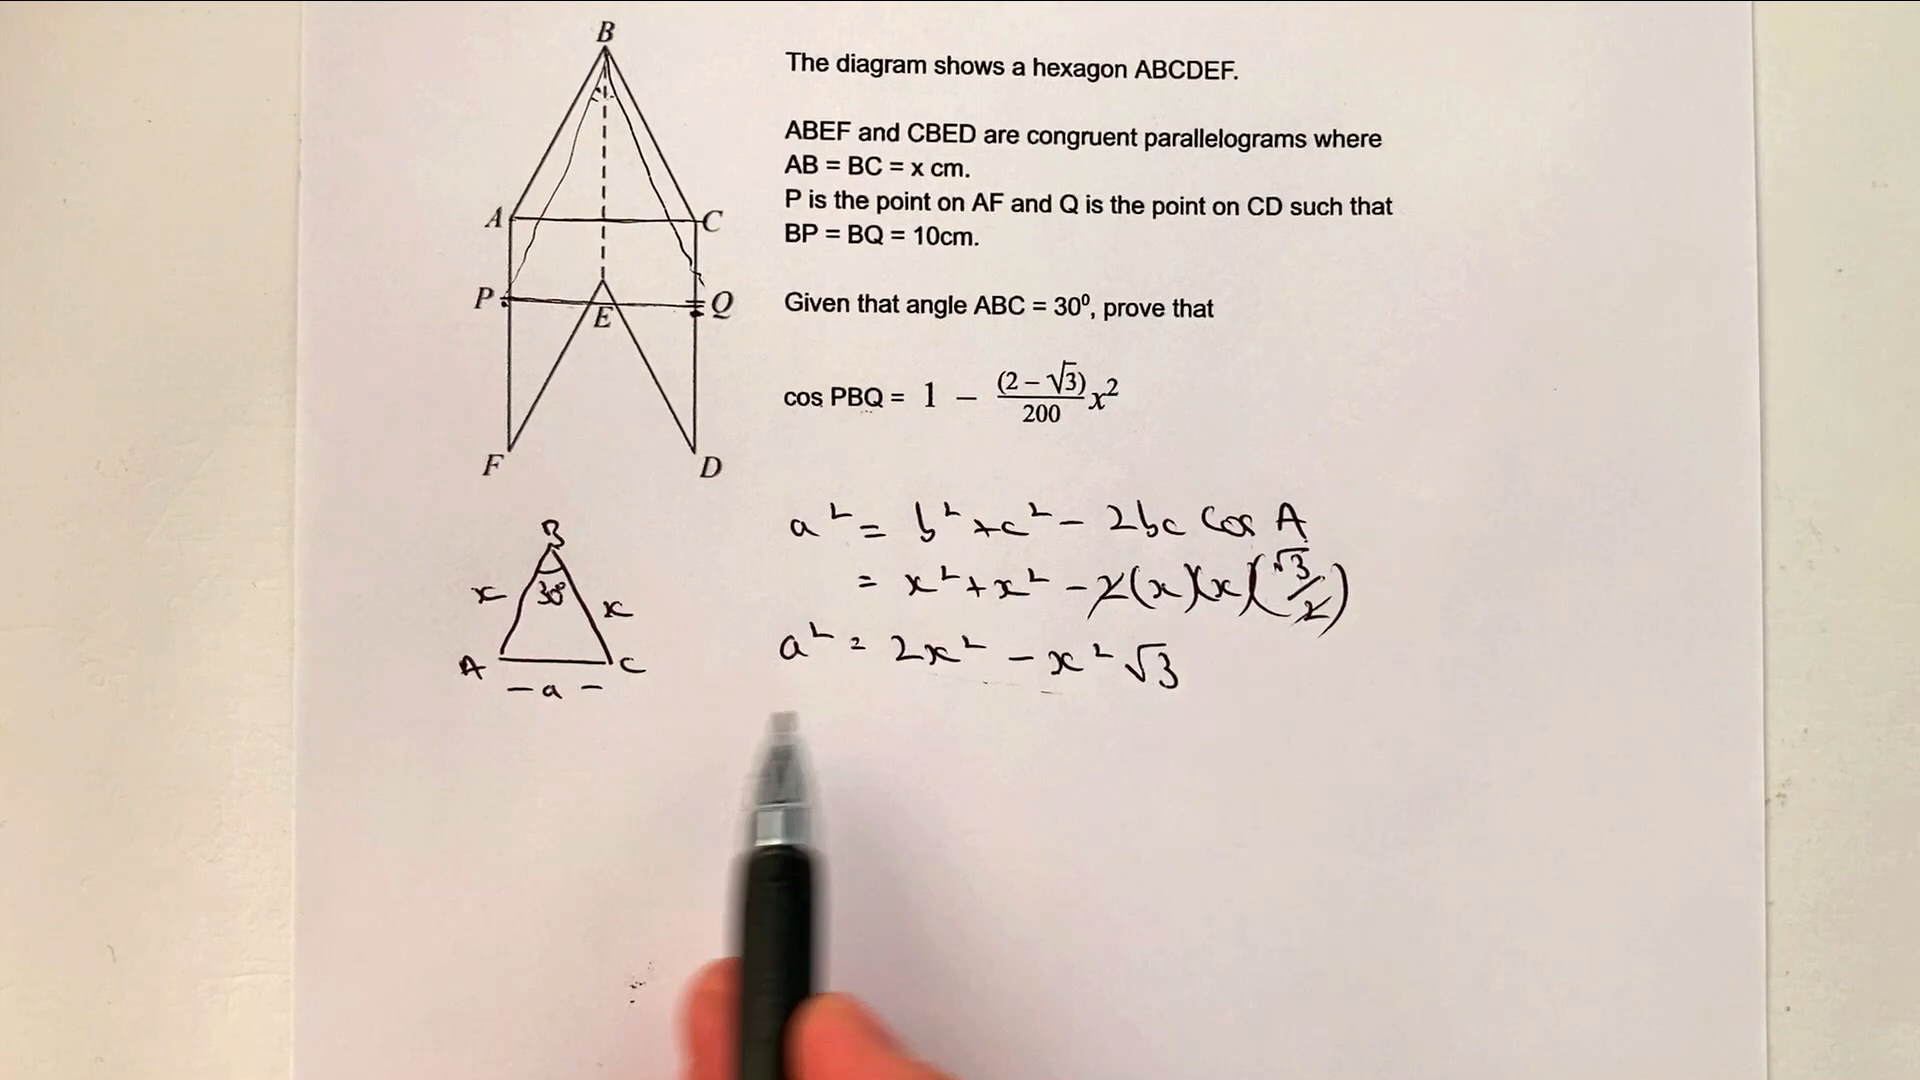 B
A
C
P
Q
E
F
D
The diagram shows a hexagon ABCDEF.
ABEF and CBED are congruent parallelograms where
AB = BC = x cm.
P is the point on AF and Q is the point on CD such that
BP = BQ = 10cm.
Given that angle ABC = 30⁰, prove that
cos PBQ = 1 − (2 − √3)/200 x²
B
x 30° x
A C
– a –
a² = b² + c² − 2bc Cos A
= x² + x² − 2(x)(x)(√3/2)
a² = 2x² − x²√3